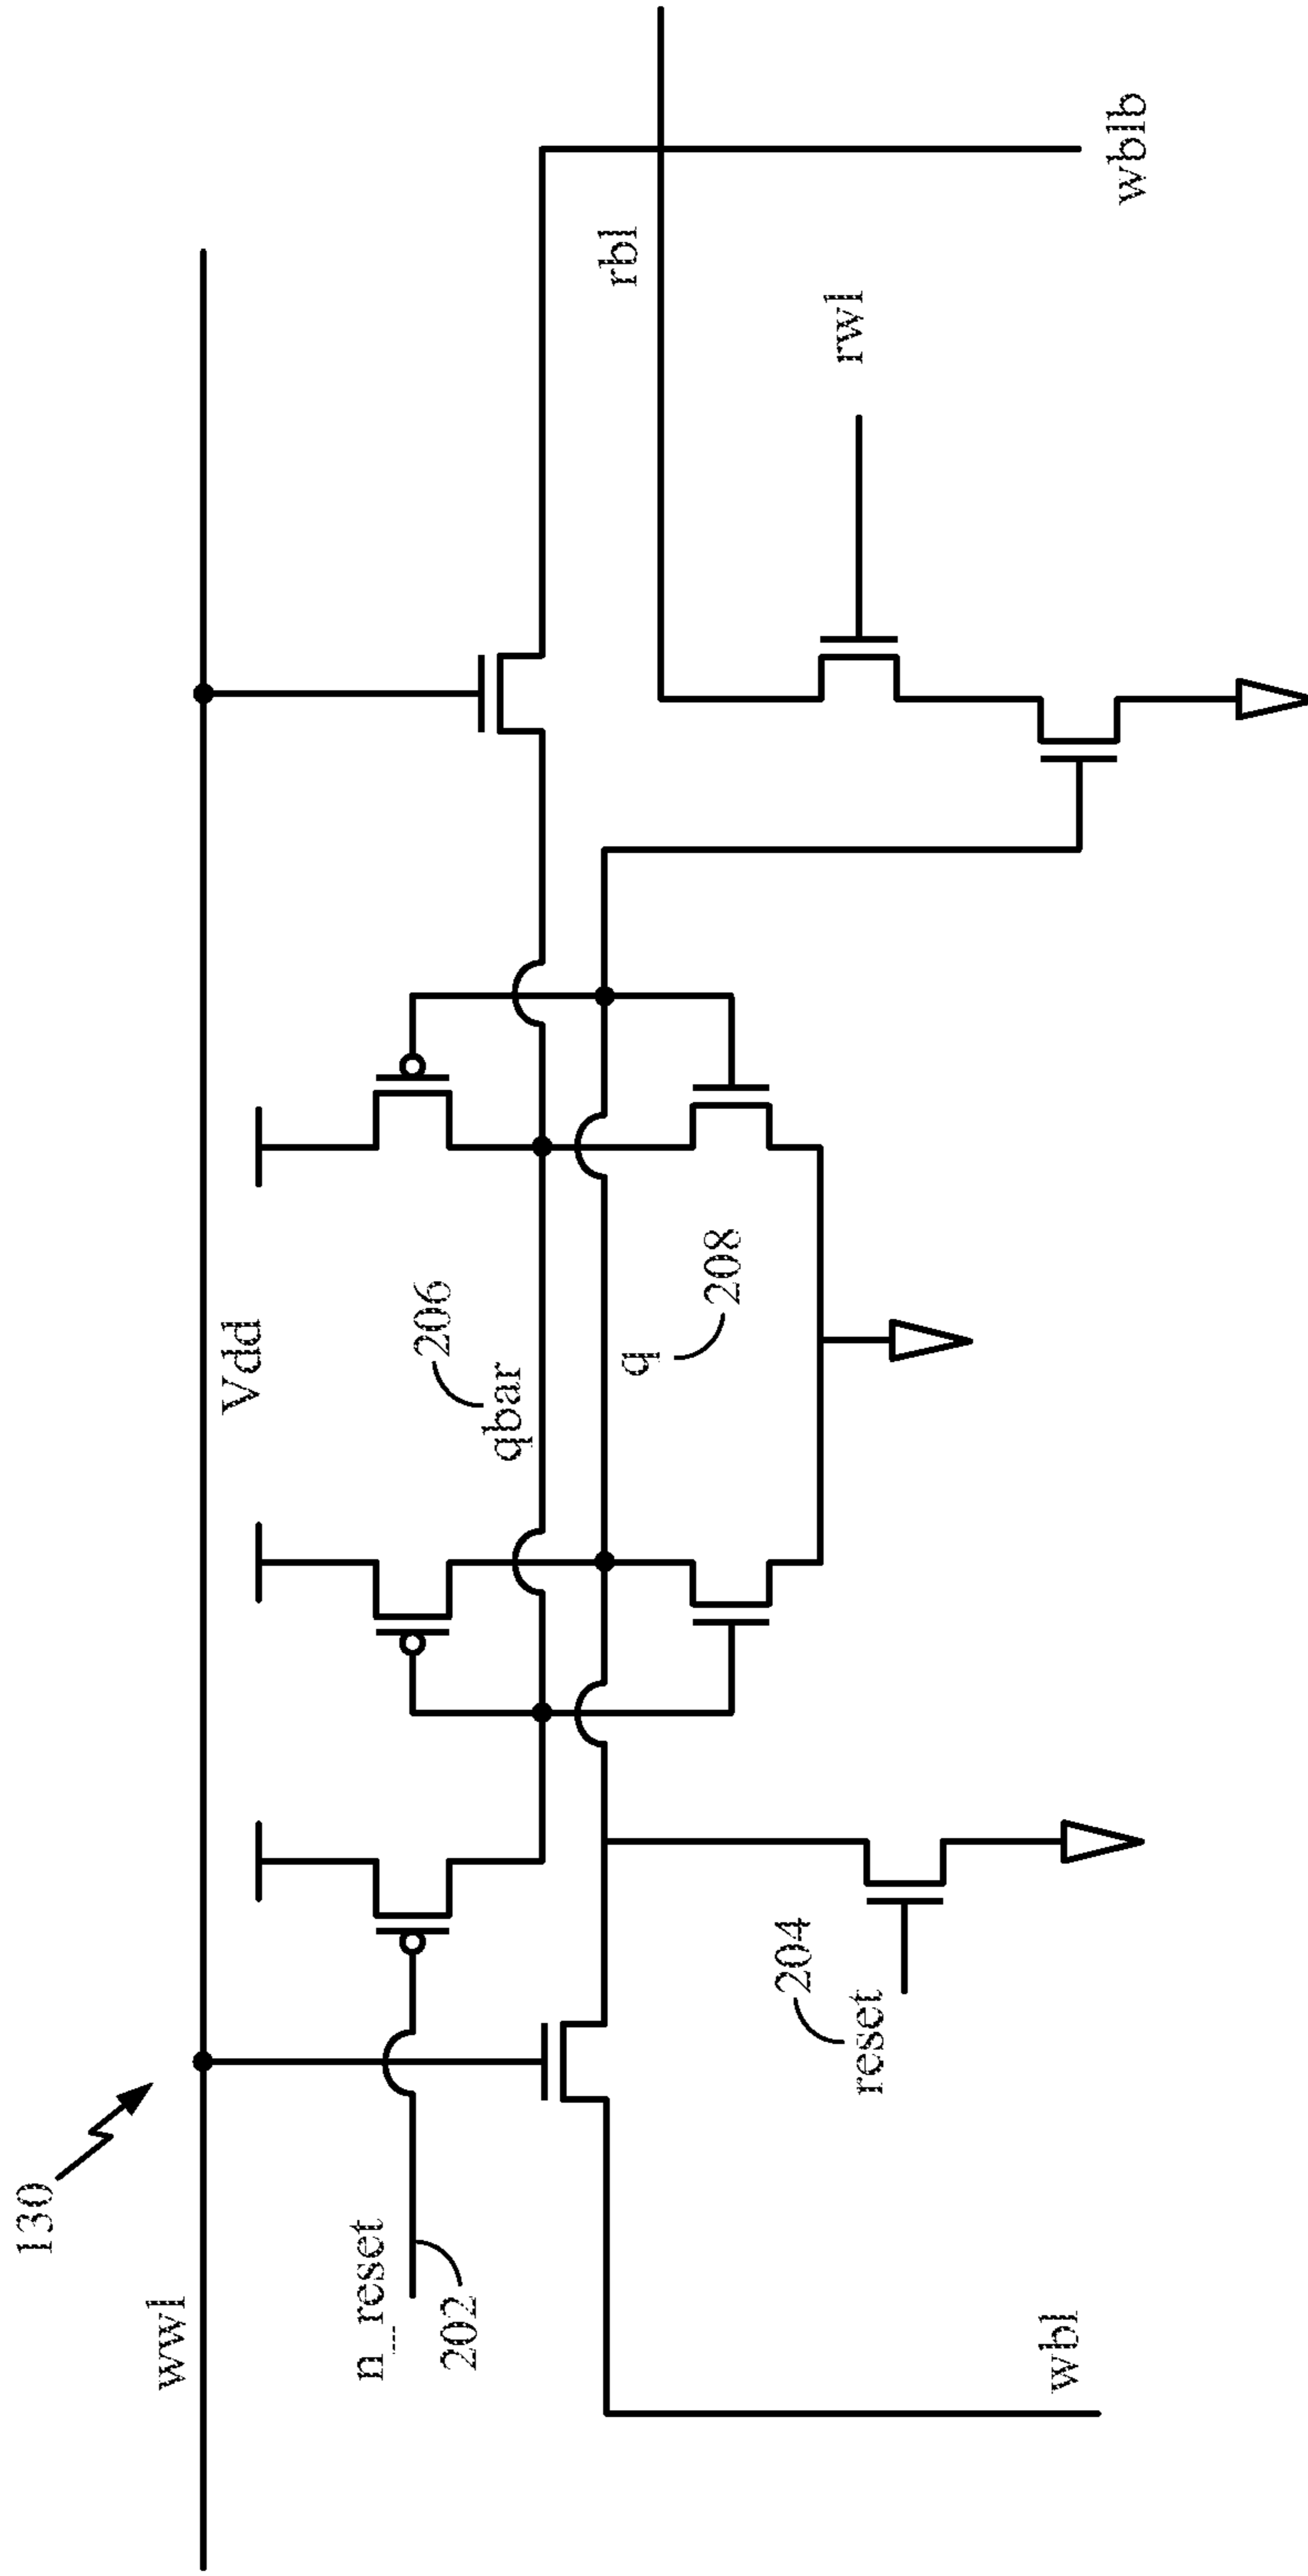 130
wwl
Vdd
n_reset
202
206
qbar
q
208
rbl
rwl
wblb
204
reset
wbl